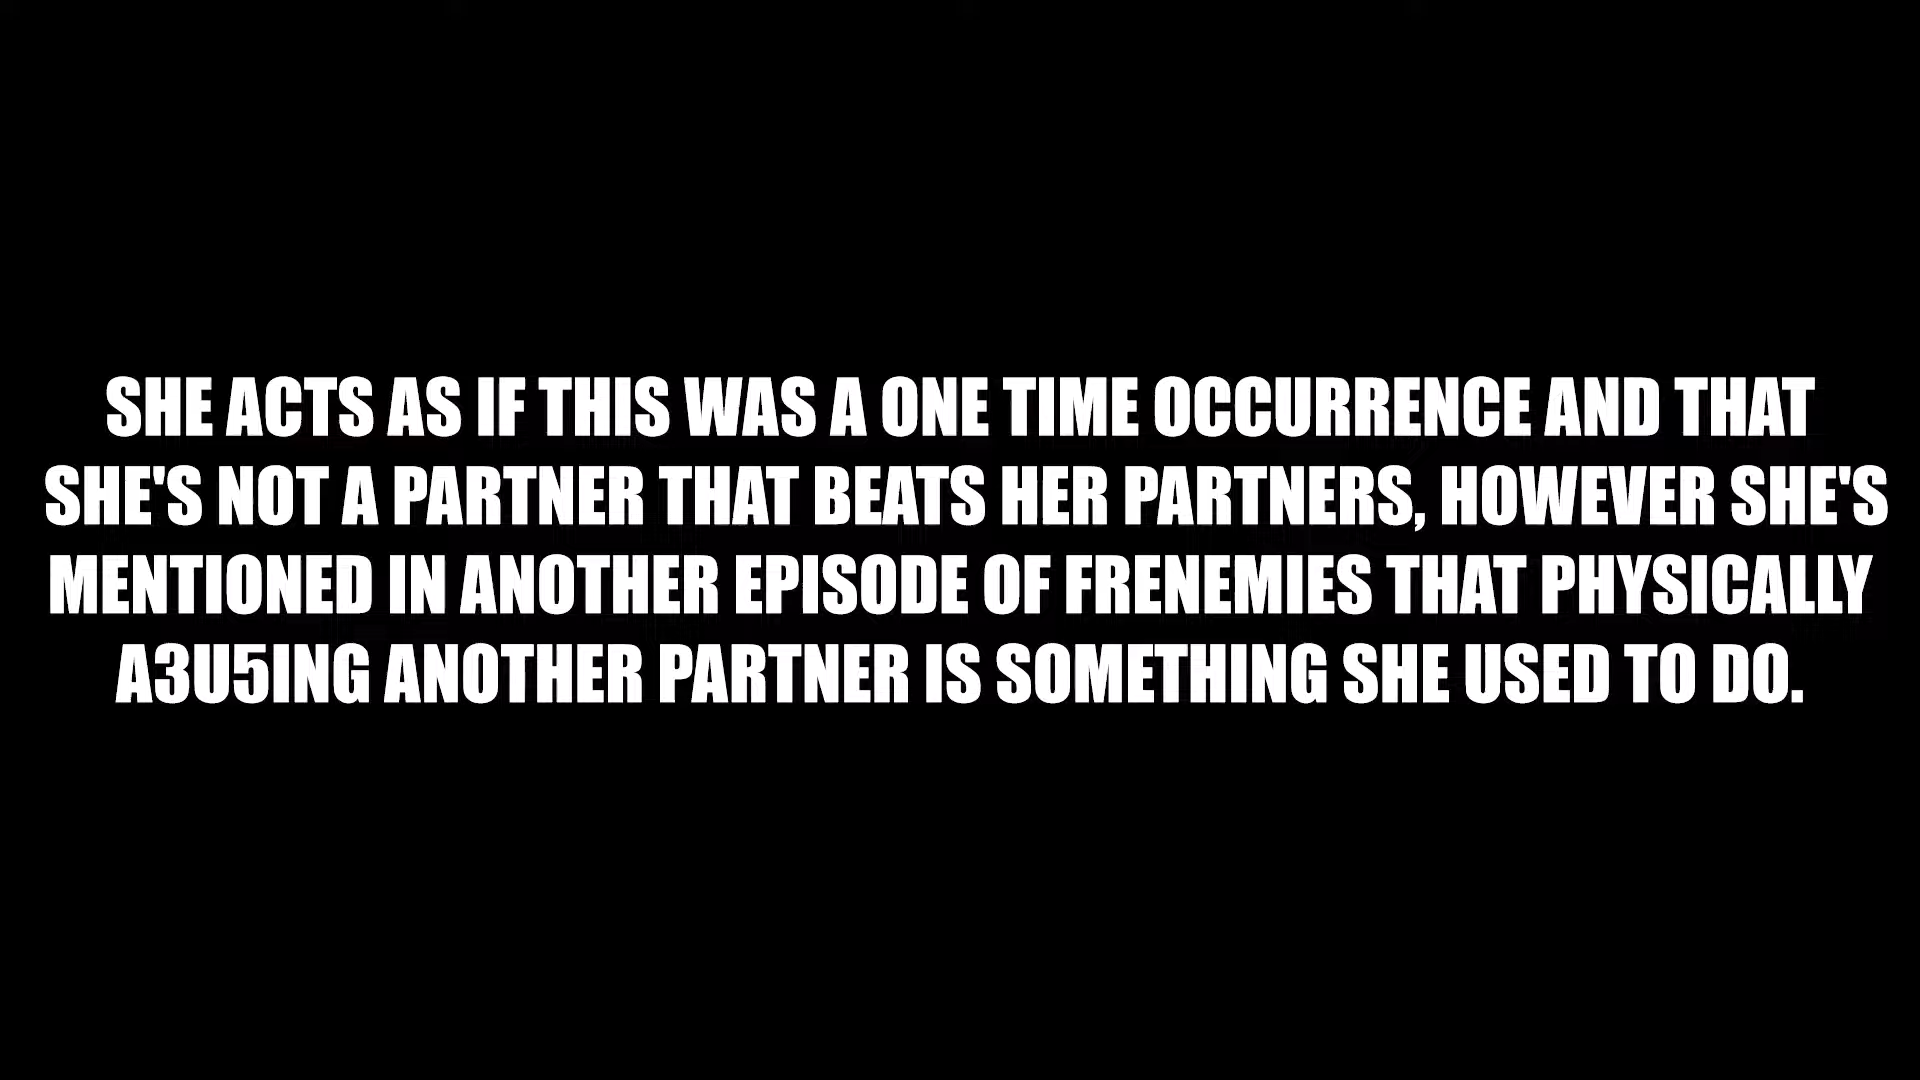 SHE ACTS AS IF THIS WAS A ONE TIME OCCURRENCE AND THAT
SHE'S NOT A PARTNER THAT BEATS HER PARTNERS, HOWEVER SHE'S
MENTIONED IN ANOTHER EPISODE OF FRENEMIES THAT PHYSICALLY
A3U5ING ANOTHER PARTNER IS SOMETHING SHE USED TO DO.